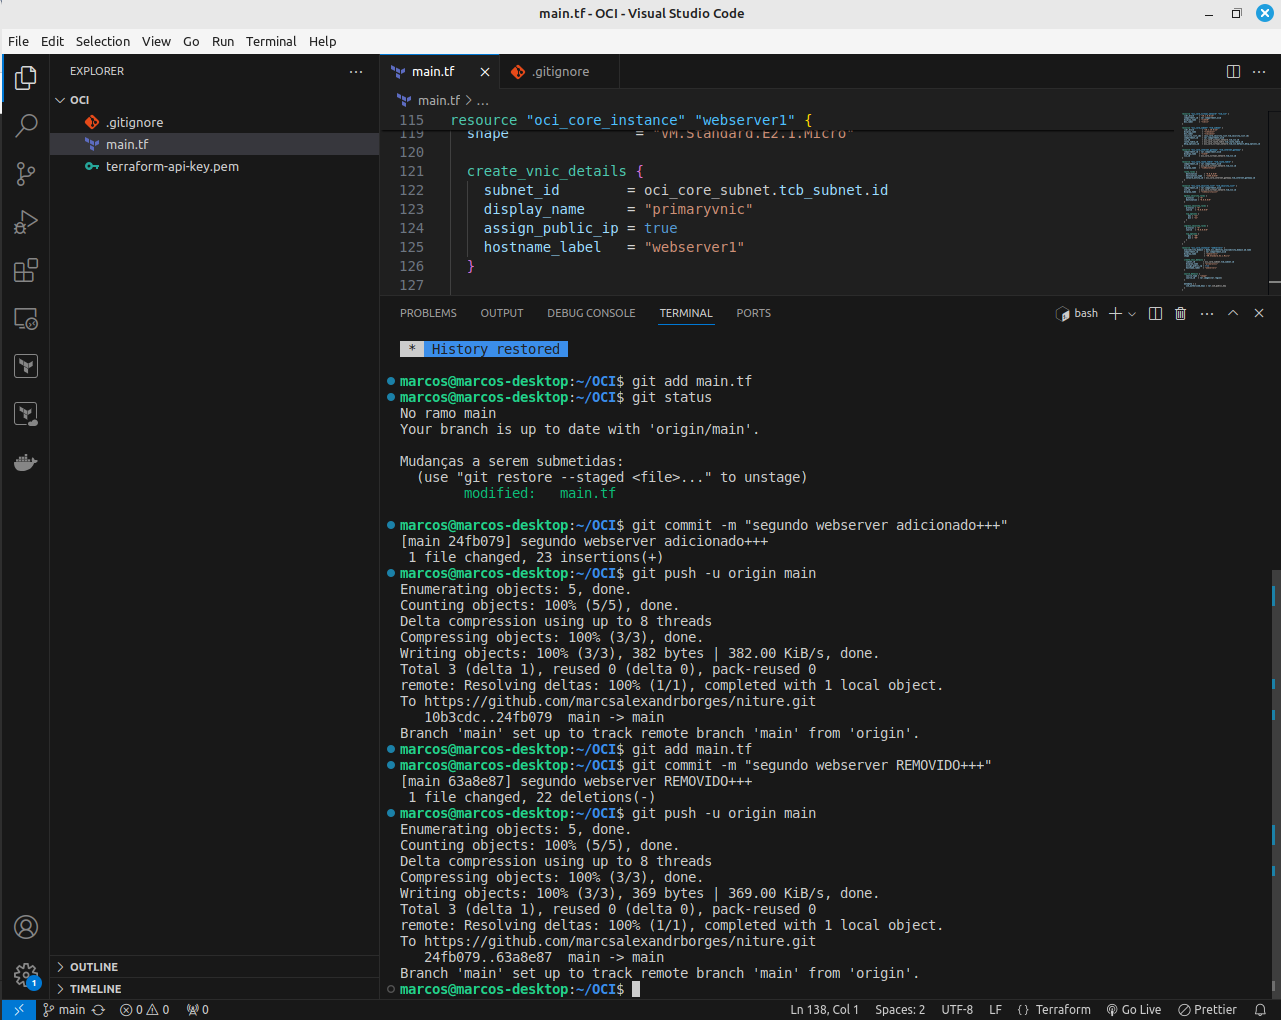 main.tf - OCI - Visual Studio Code
File Edit Selection View Go Run Terminal Help
EXPLORER
OCI
.gitignore
main.tf
terraform-api-key.pem
OUTLINE
TIMELINE
main.tf
.gitignore
main.tf > ...
115 resource "oci_core_instance" "webserver1" {
119 shape = "VM.Standard.E2.1.Micro"
120
121 create_vnic_details {
122 subnet_id = oci_core_subnet.tcb_subnet.id
123 display_name = "primaryvnic"
124 assign_public_ip = true
125 hostname_label = "webserver1"
126 }
127
PROBLEMS OUTPUT DEBUG CONSOLE TERMINAL PORTS
bash
* History restored
marcos@marcos-desktop:~/OCI$ git add main.tf
marcos@marcos-desktop:~/OCI$ git status
No ramo main
Your branch is up to date with 'origin/main'.
Mudanças a serem submetidas:
(use "git restore --staged <file>..." to unstage)
modified: main.tf
marcos@marcos-desktop:~/OCI$ git commit -m "segundo webserver adicionado+++"
[main 24fb079] segundo webserver adicionado+++
1 file changed, 23 insertions(+)
marcos@marcos-desktop:~/OCI$ git push -u origin main
Enumerating objects: 5, done.
Counting objects: 100% (5/5), done.
Delta compression using up to 8 threads
Compressing objects: 100% (3/3), done.
Writing objects: 100% (3/3), 382 bytes | 382.00 KiB/s, done.
Total 3 (delta 1), reused 0 (delta 0), pack-reused 0
remote: Resolving deltas: 100% (1/1), completed with 1 local object.
To https://github.com/marcsalexandrborges/niture.git
10b3cdc..24fb079 main -> main
Branch 'main' set up to track remote branch 'main' from 'origin'.
marcos@marcos-desktop:~/OCI$ git add main.tf
marcos@marcos-desktop:~/OCI$ git commit -m "segundo webserver REMOVIDO+++"
[main 63a8e87] segundo webserver REMOVIDO+++
1 file changed, 22 deletions(-)
marcos@marcos-desktop:~/OCI$ git push -u origin main
Enumerating objects: 5, done.
Counting objects: 100% (5/5), done.
Delta compression using up to 8 threads
Compressing objects: 100% (3/3), done.
Writing objects: 100% (3/3), 369 bytes | 369.00 KiB/s, done.
Total 3 (delta 1), reused 0 (delta 0), pack-reused 0
remote: Resolving deltas: 100% (1/1), completed with 1 local object.
To https://github.com/marcsalexandrborges/niture.git
24fb079..63a8e87 main -> main
Branch 'main' set up to track remote branch 'main' from 'origin'.
marcos@marcos-desktop:~/OCI$
1
main 0 0 0 Ln 138, Col 1 Spaces: 2 UTF-8 LF {} Terraform Go Live Prettier